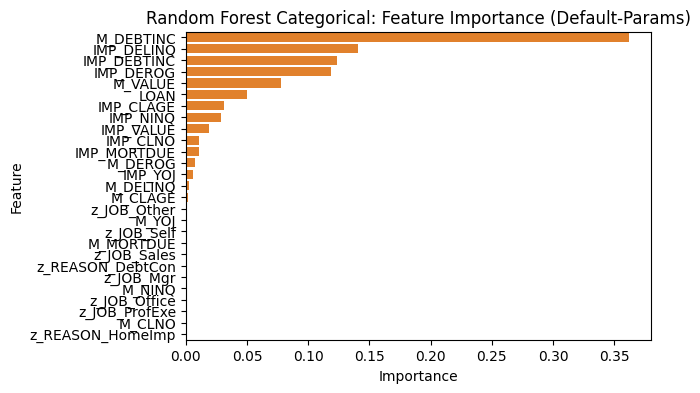 Random Forest Categorical: Feature Importance (Default-Params)
M_DEBTINC
IMP_DELINQ
IMP_DEBTINC
IMP_DEROG
M_VALUE
LOAN
IMP_CLAGE
IMP_NINQ
IMP_VALUE
IMP_CLNO
IMP_MORTDUE
M_DEROG
IMP_YOJ
M_DELINQ
M_CLAGE
z_JOB_Other
M_YOJ
z_JOB_Self
M_MORTDUE
z_JOB_Sales
z_REASON_DebtCon
z_JOB_Mgr
M_NINQ
z_JOB_Office
z_JOB_ProfExe
M_CLNO
z_REASON_HomeImp
Feature
0.00 0.05 0.10 0.15 0.20 0.25 0.30 0.35
Importance